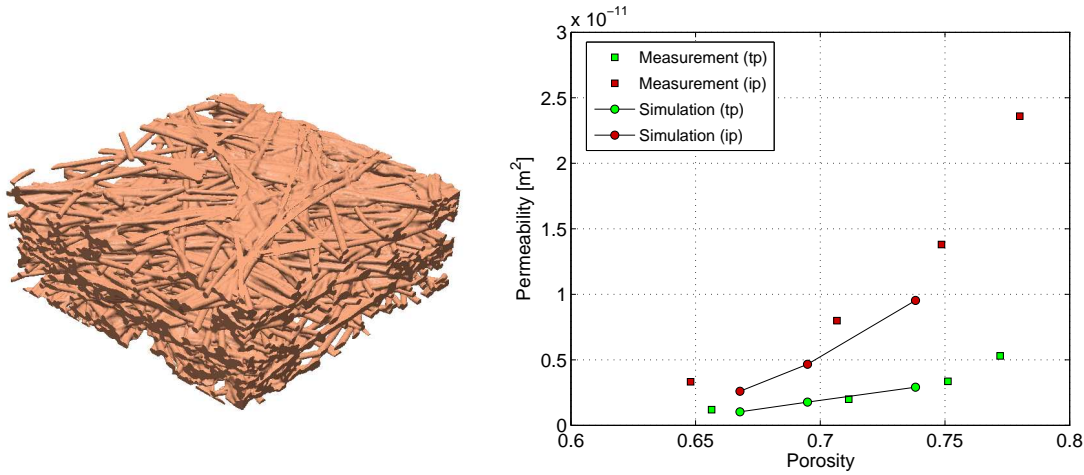 x 10⁻¹¹
3
2.5
2
1.5
1
0.5
0
Permeability [m²]
Measurement (tp)
Measurement (ip)
Simulation (tp)
Simulation (ip)
0.6
0.65
0.7
0.75
0.8
Porosity